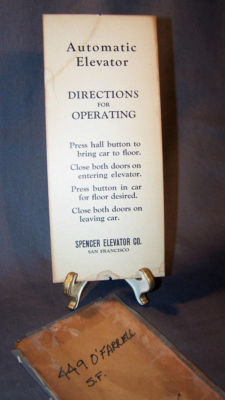 Automatic
Elevator
DIRECTIONS
FOR
OPERATING
Press hall button to
bring car to floor.
Close both doors on
entering elevator.
Press button in car
for floor desired.
Close both doors on
leaving car.
SPENCER ELEVATOR CO.
SAN FRANCISCO
449 O'FARRELL
S.F.